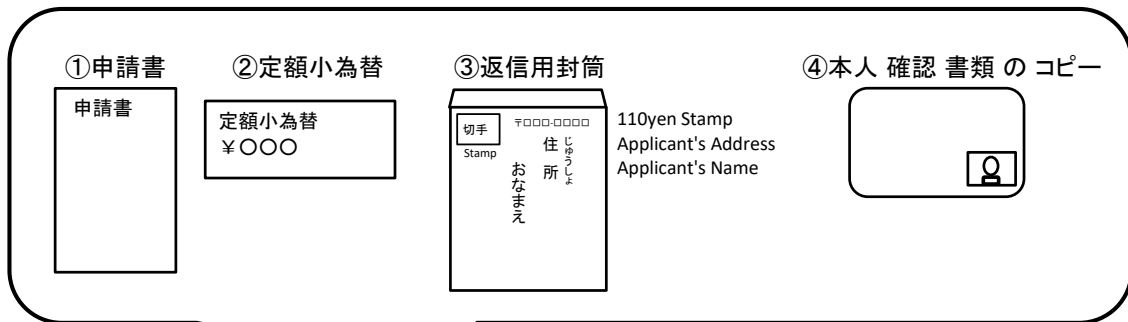 ①申請書
②定額小為替
③返信用封筒
④本人 確認 書類 の コピー
申請書
定額小為替
¥○○○
切手
Stamp
〒□□□-□□□□
住所
じゅうしょ
おなまえ
110yen Stamp
Applicant's Address
Applicant's Name